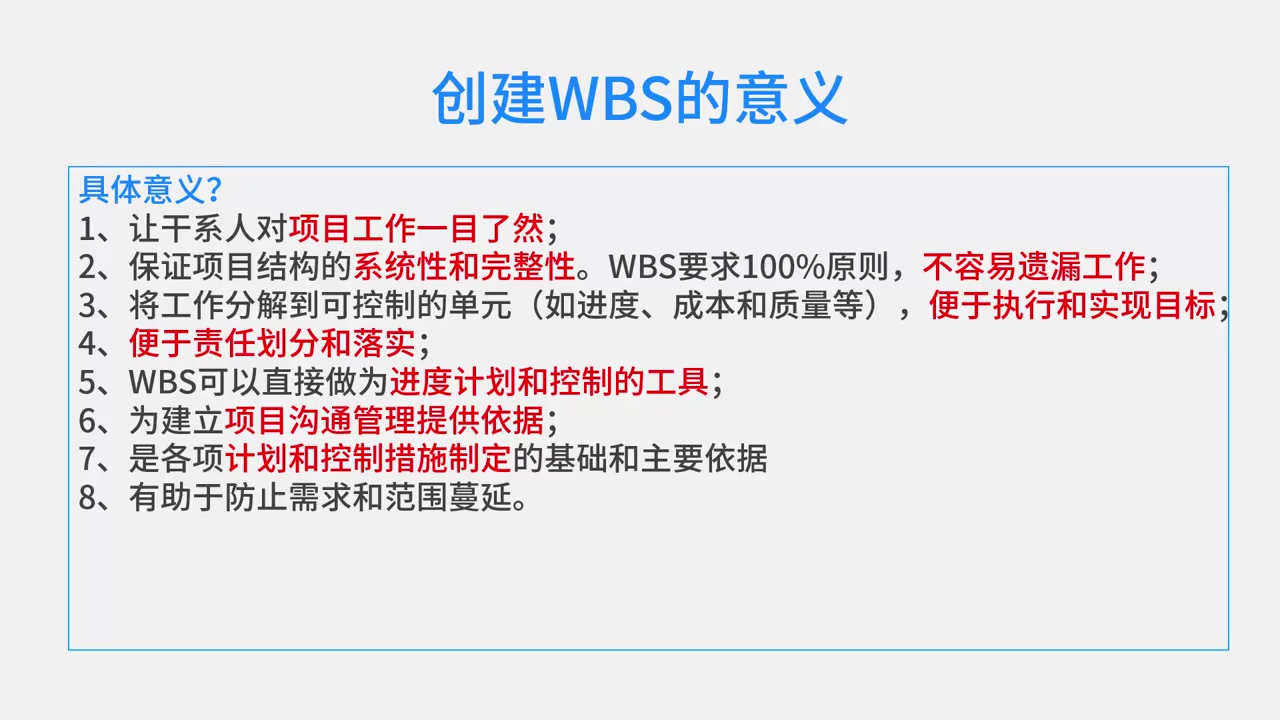 创建WBS的意义
具体意义？
1、让干系人对项目工作一目了然；
2、保证项目结构的系统性和完整性。WBS要求100%原则，不容易遗漏工作；
3、将工作分解到可控制的单元（如进度、成本和质量等），便于执行和实现目标；
4、便于责任划分和落实；
5、WBS可以直接做为进度计划和控制的工具；
6、为建立项目沟通管理提供依据；
7、是各项计划和控制措施制定的基础和主要依据
8、有助于防止需求和范围蔓延。